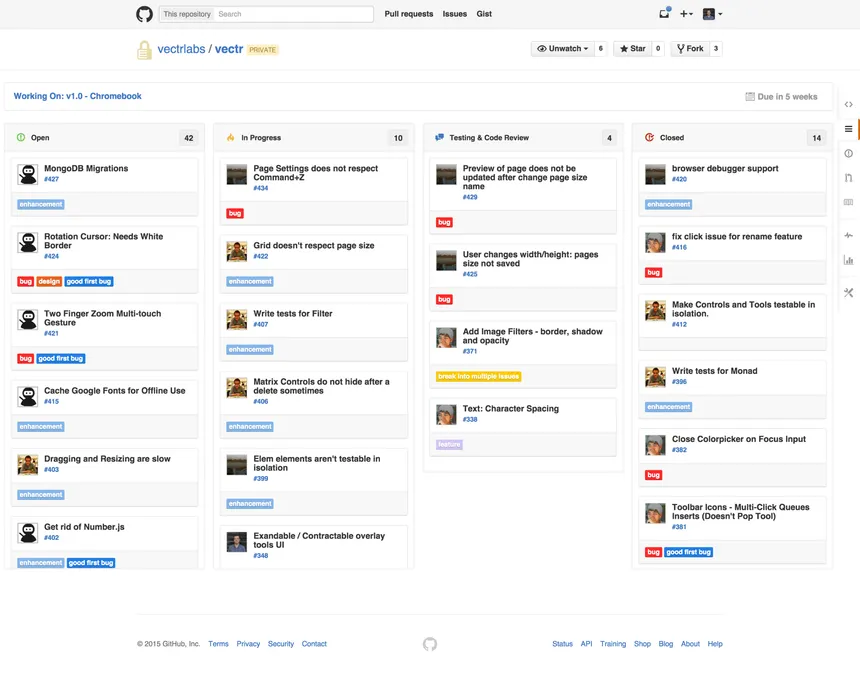 This repository Search Pull requests Issues Gist
vectrlabs / vectr PRIVATE
Unwatch 6 Star 0 Fork 3
Working On: v1.0 - Chromebook
Due in 5 weeks
Open 42
MongoDB Migrations
#427
enhancement
Rotation Cursor: Needs White
Border
#424
bug design good first bug
Two Finger Zoom Multi-touch
Gesture
#421
bug good first bug
Cache Google Fonts for Offline Use
#415
enhancement
Dragging and Resizing are slow
#403
enhancement
Get rid of Number.js
#402
enhancement good first bug
In Progress 10
Page Settings does not respect
Command+Z
#434
bug
Grid doesn't respect page size
#422
enhancement
Write tests for Filter
#407
enhancement
Matrix Controls do not hide after a
delete sometimes
#406
enhancement
Elem elements aren't testable in
isolation
#399
enhancement
Exandable / Contractable overlay
tools UI
#348
Testing & Code Review 4
Preview of page does not be
updated after change page size
name
#429
bug
User changes width/height: pages
size not saved
#425
bug
Add Image Filters - border, shadow
and opacity
#371
break into multiple issues
Text: Character Spacing
#338
feature
Closed 14
browser debugger support
#420
enhancement
fix click issue for rename feature
#416
bug
Make Controls and Tools testable in
isolation.
#412
Write tests for Monad
#396
enhancement
Close Colorpicker on Focus Input
#382
bug
Toolbar Icons - Multi-Click Queues
Inserts (Doesn't Pop Tool)
#381
bug good first bug
© 2015 GitHub, Inc. Terms Privacy Security Contact
Status API Training Shop Blog About Help